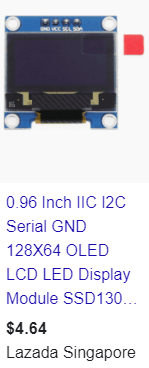 GND VCC SCL SDA
0.96 Inch IIC I2C
Serial GND
128X64 OLED
LCD LED Display
Module SSD130...
$4.64
Lazada Singapore